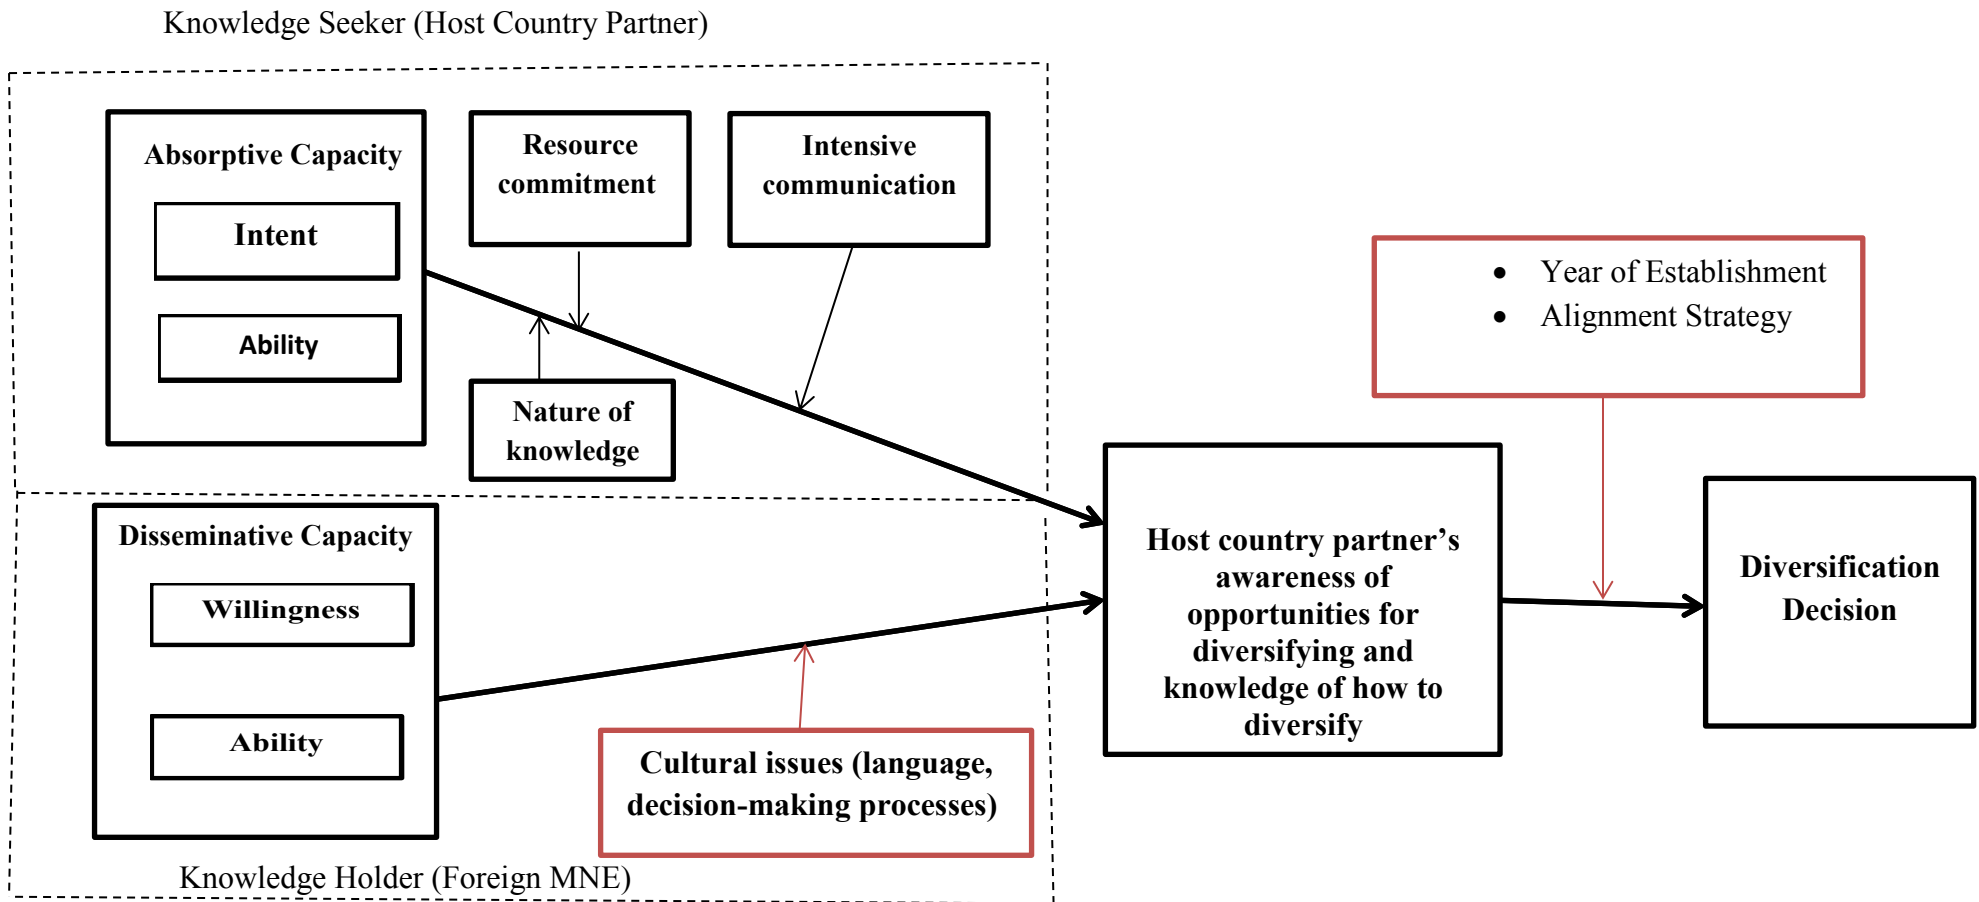 Knowledge Seeker (Host Country Partner)
Absorptive Capacity
Intent
Ability
Resource
commitment
Intensive
communication
Nature of
knowledge
• Year of Establishment
• Alignment Strategy
Disseminative Capacity
Willingness
Ability
Cultural issues (language,
decision-making processes)
Knowledge Holder (Foreign MNE)
Host country partner’s
awareness of
opportunities for
diversifying and
knowledge of how to
diversify
Diversification
Decision